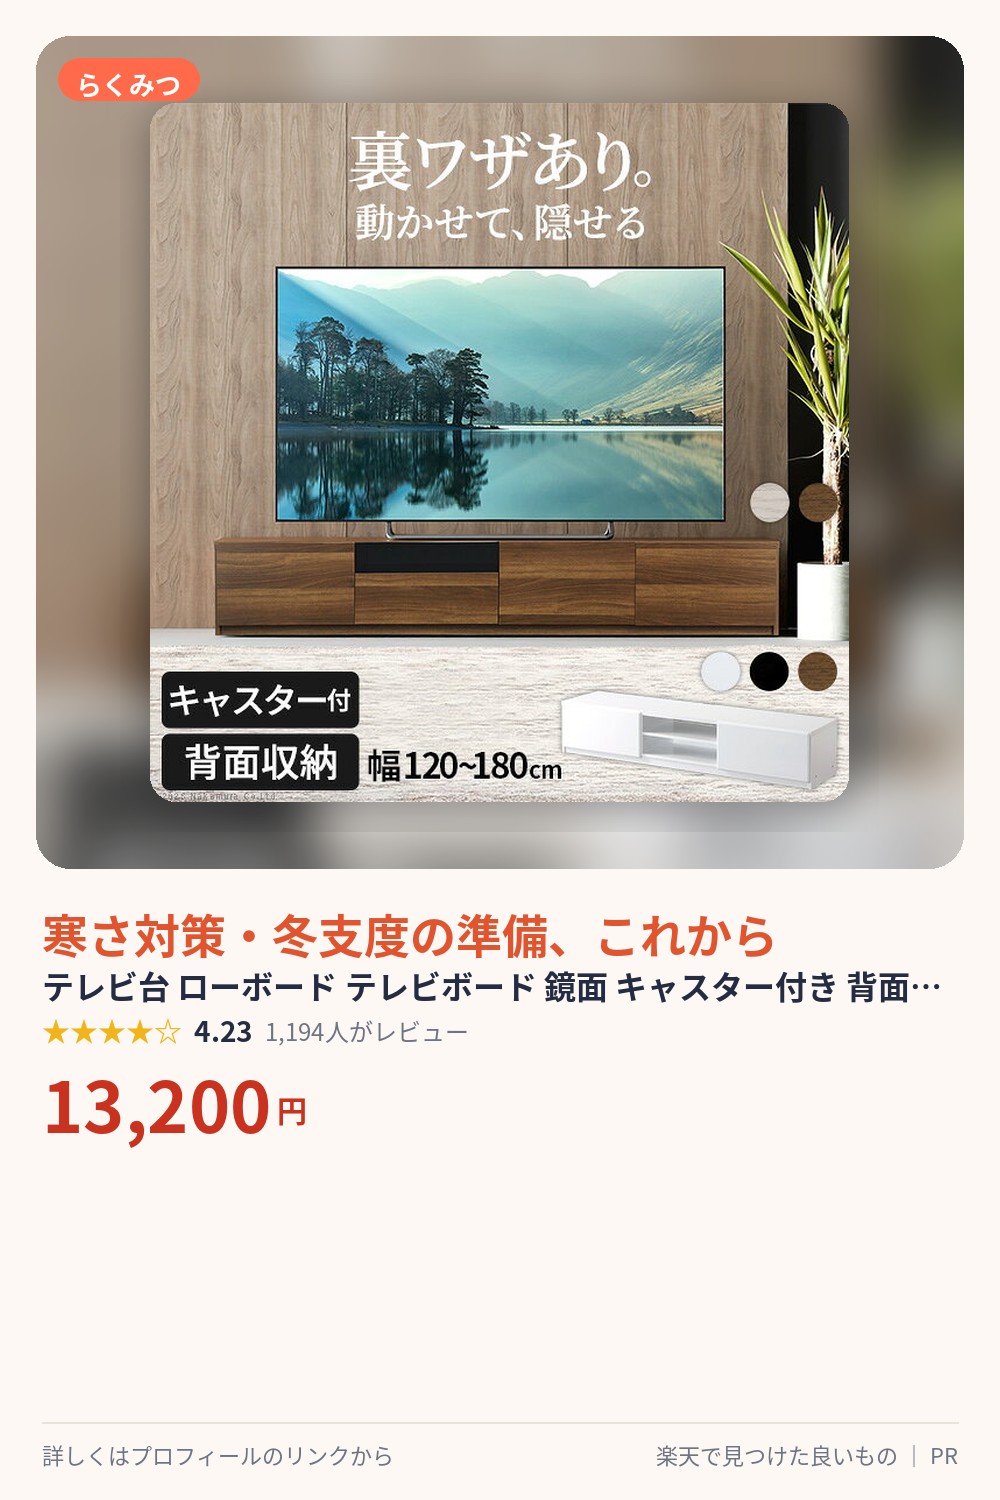 らくみつ
裏ワザあり。
動かせて、隠せる
キャスター付
背面収納
幅120~180cm
寒さ対策・冬支度の準備、これから
テレビ台 ローボード テレビボード 鏡面 キャスター付き 背面…
★★★★☆ 4.23 1,194人がレビュー
13,200円
詳しくはプロフィールのリンクから
楽天で見つけた良いもの | PR